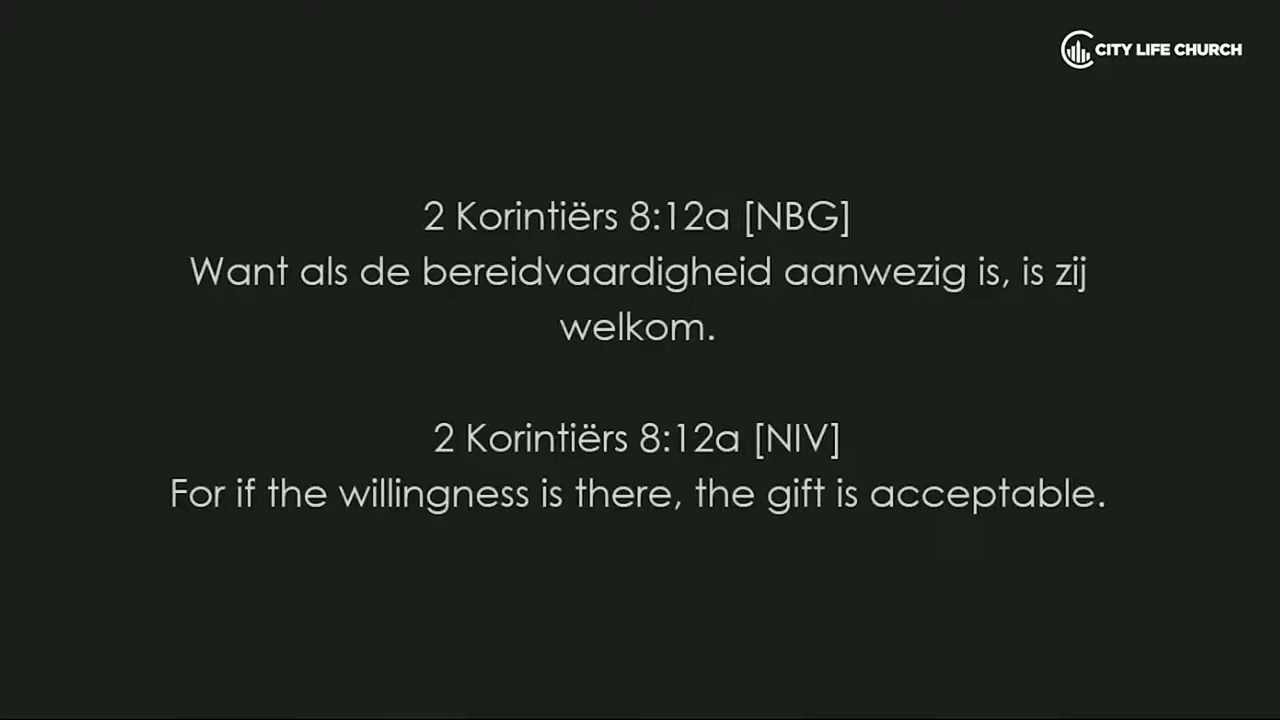 CITY LIFE CHURCH
2 Korintiërs 8:12a [NBG]
Want als de bereidvaardigheid aanwezig is, is zij
welkom.
2 Korintiërs 8:12a [NIV]
For if the willingness is there, the gift is acceptable.